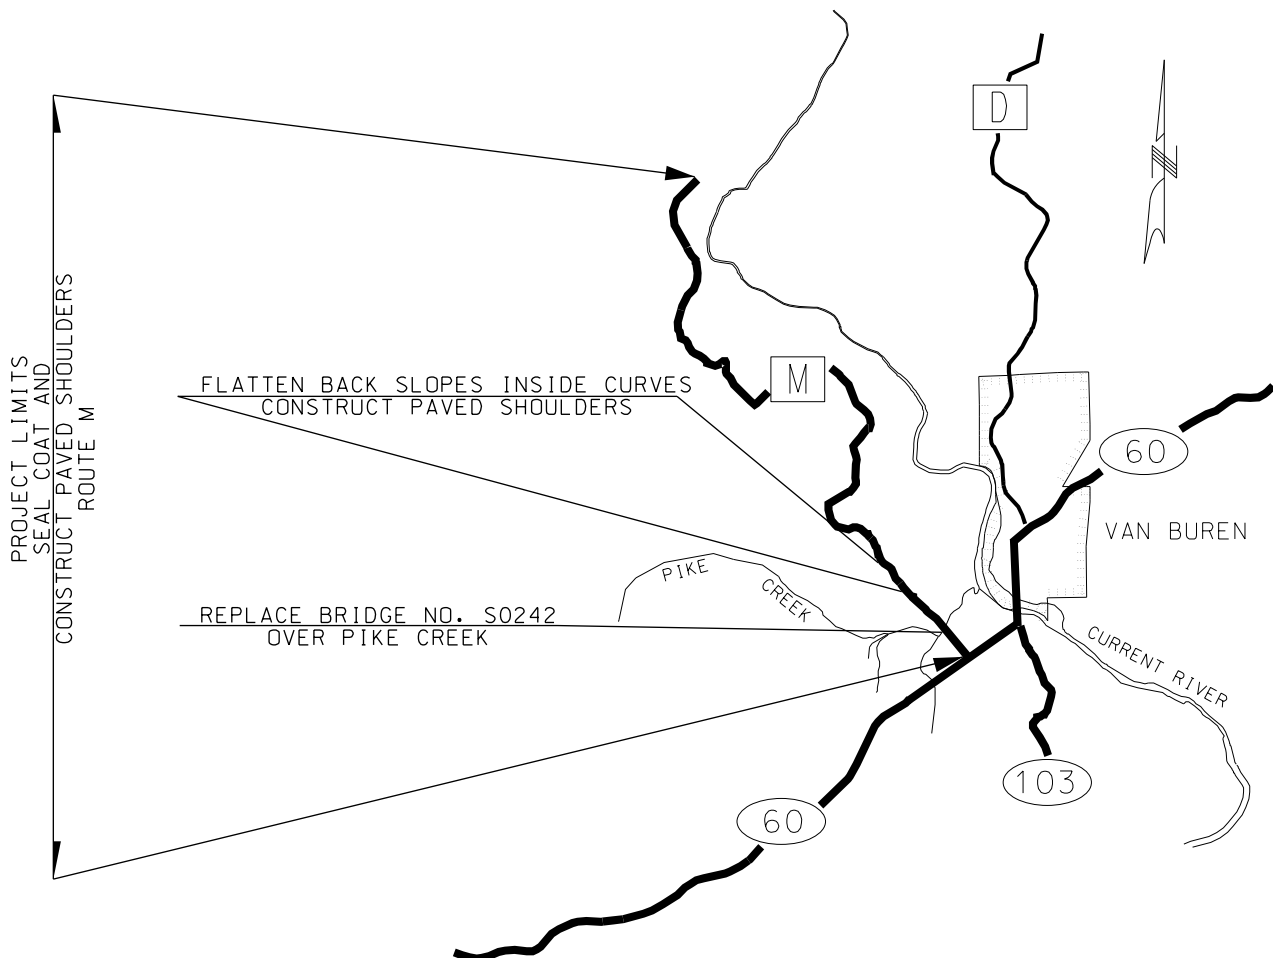 PROJECT LIMITS
SEAL COAT AND
CONSTRUCT PAVED SHOULDERS
ROUTE M
FLATTEN BACK SLOPES INSIDE CURVES
CONSTRUCT PAVED SHOULDERS
REPLACE BRIDGE NO. S0242
OVER PIKE CREEK
D
N
M
60
VAN BUREN
PIKE
CREEK
CURRENT RIVER
103
60